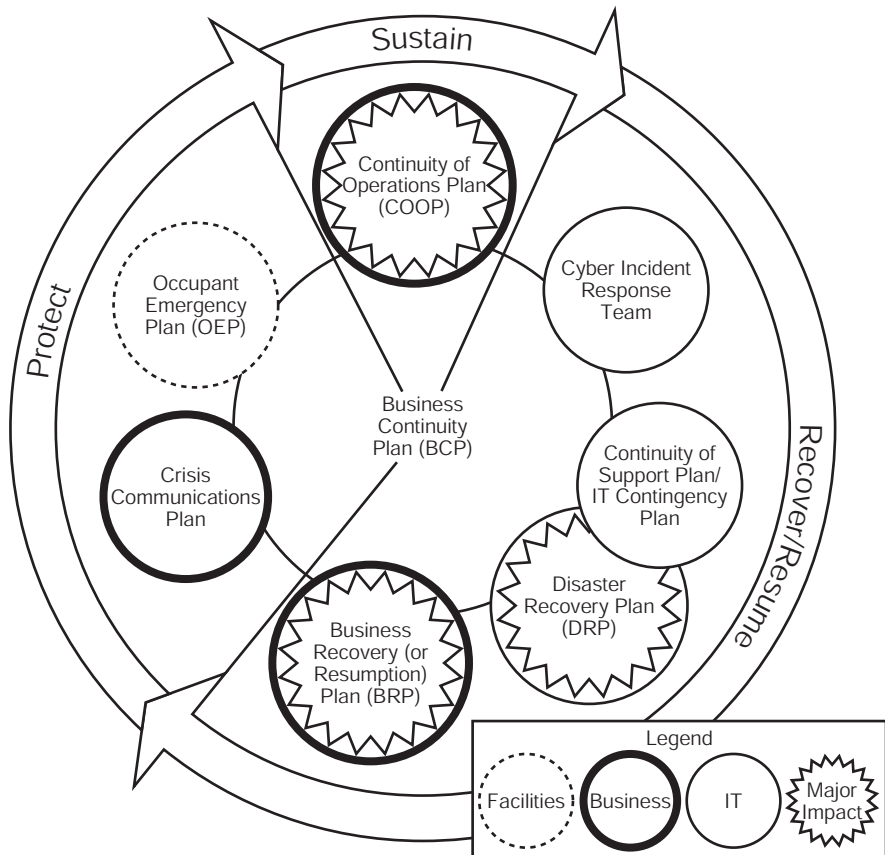 Sustain
Continuity of
Operations Plan
(COOP)
Occupant
Emergency
Plan (OEP)
Cyber Incident
Response
Team
Protect
Business
Continuity
Plan (BCP)
Crisis
Communications
Plan
Continuity of
Support Plan/
IT Contingency
Plan
Recover/Resume
Disaster
Recovery Plan
(DRP)
Business
Recovery (or
Resumption)
Plan (BRP)
Legend
Facilities
Business
IT
Major
Impact